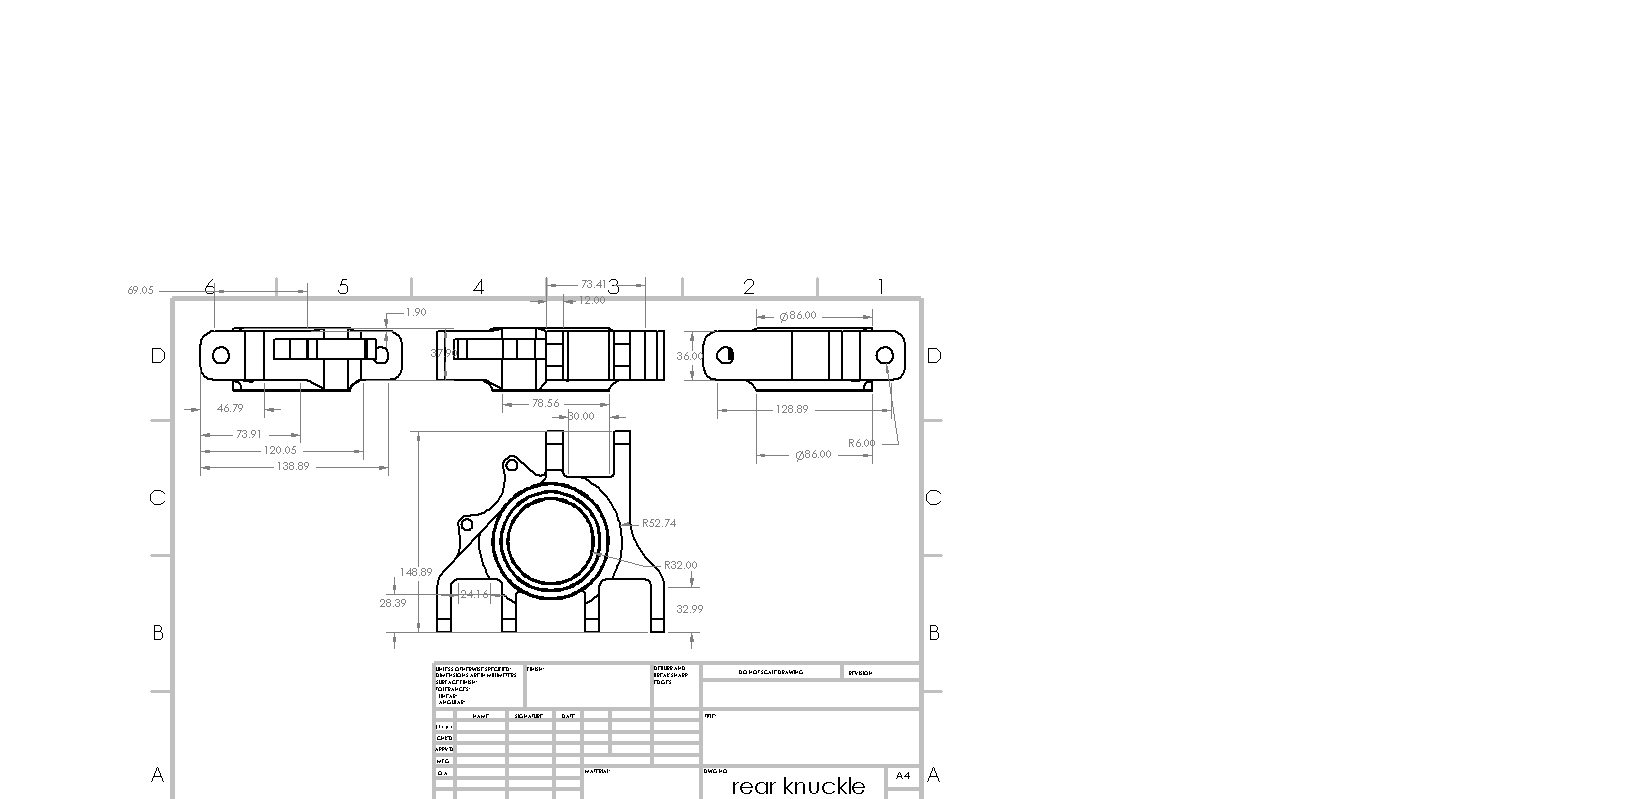 6 5 4 3 2 1
69.05
73.41
12.00
1.90
Ø86.00
D
37.90
36.00
D
46.79
78.56
128.89
30.00
73.91
R6.00
120.05
Ø86.00
138.89
C
C
R52.74
R32.00
148.89
24.16
28.39
32.99
B
B
UNLESS OTHERWISE SPECIFIED:
DIMENSIONS ARE IN MILLIMETERS
SURFACE FINISH:
TOLERANCES:
LINEAR:
ANGULAR:
FINISH:
DEBURR AND
BREAK SHARP
EDGES
DO NOT SCALE DRAWING
REVISION
NAME
SIGNATURE
DATE
TITLE:
CHK'D
APPV'D
MFG
Q.A
MATERIAL:
DWG NO.
rear knuckle
A4
A
A